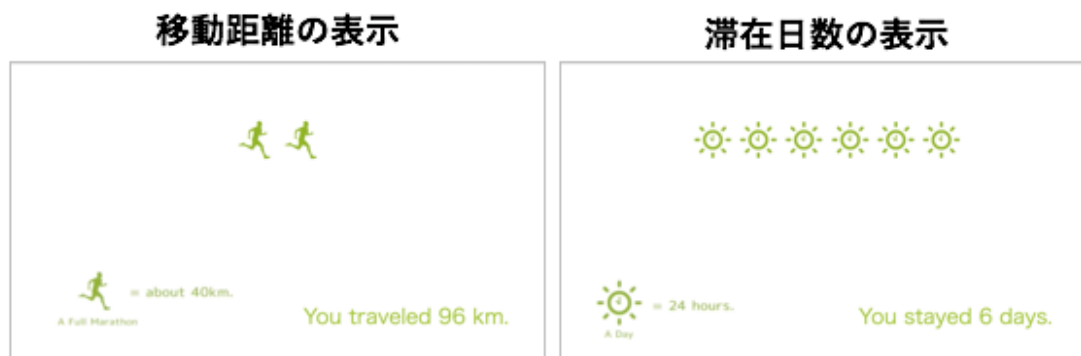 移動距離の表示
= about 40km.
A Full Marathon
You traveled 96 km.
滞在日数の表示
= 24 hours.
A Day
You stayed 6 days.